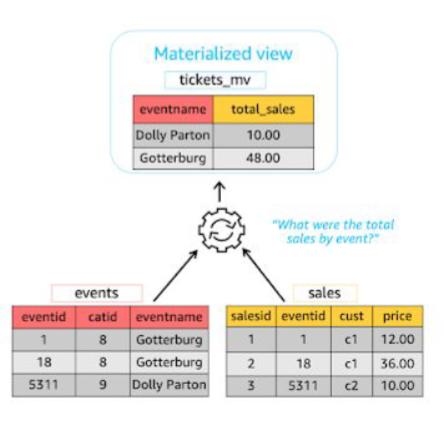 Materialized view
tickets_mv
eventname total_sales
Dolly Parton 10.00
Gotterburg 48.00
"What were the total
sales by event?"
events
eventid catid eventname
1 8 Gotterburg
18 8 Gotterburg
5311 9 Dolly Parton
sales
salesid eventid cust price
1 1 c1 12.00
2 18 c1 36.00
3 5311 c2 10.00